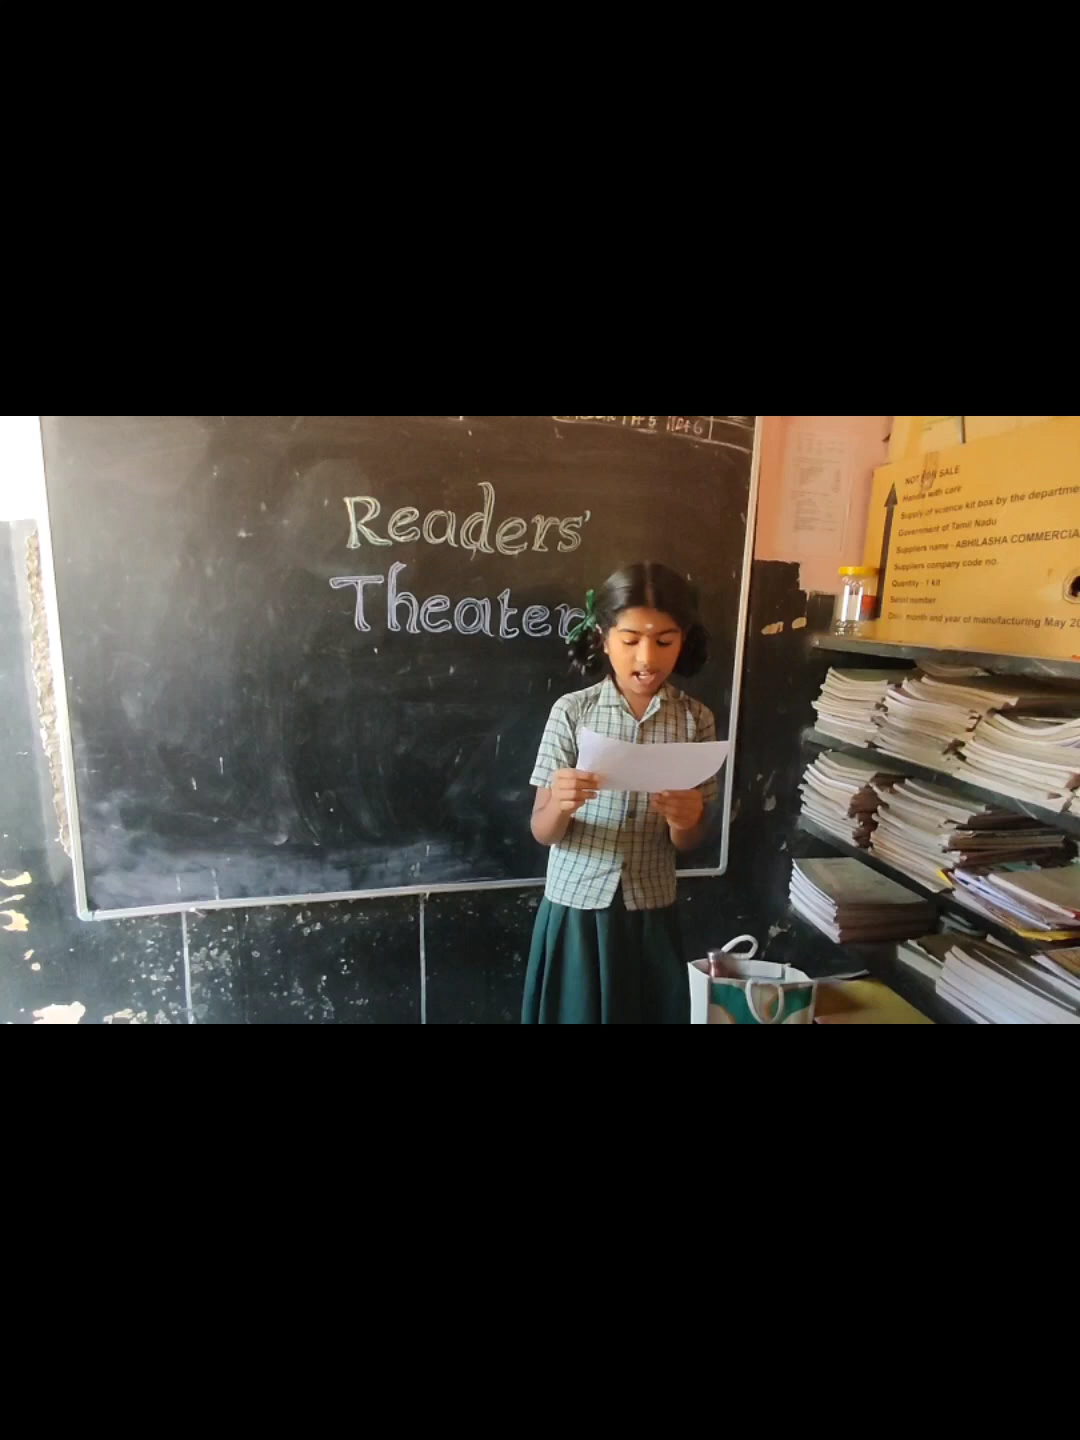 Readers'
Theater
NOT FOR SALE
Handle with care
Supply of science kit box by the departme
Government of Tamil Nadu
Suppliers name - ABHILASHA COMMERCIA
Suppliers company code no.
Quantity - 1 kit
Serial number
month and year of manufacturing May 20